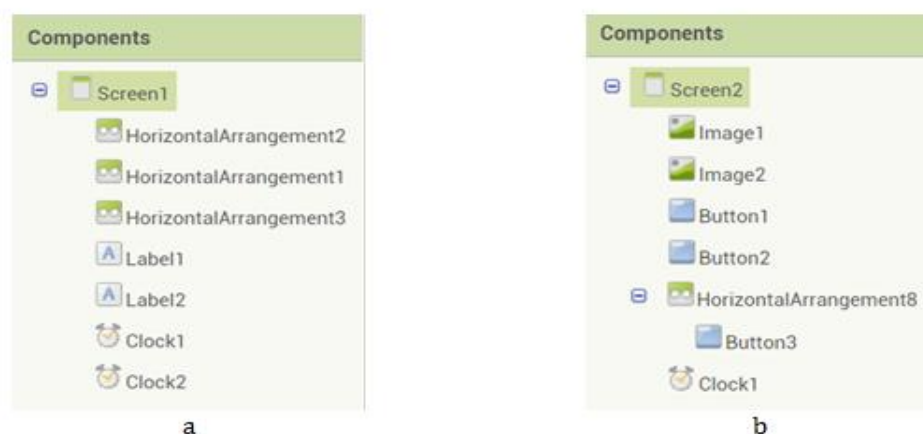 Components
Screen1
HorizontalArrangement2
HorizontalArrangement1
HorizontalArrangement3
Label1
Label2
Clock1
Clock2
a
Components
Screen2
Image1
Image2
Button1
Button2
HorizontalArrangement8
Button3
Clock1
b